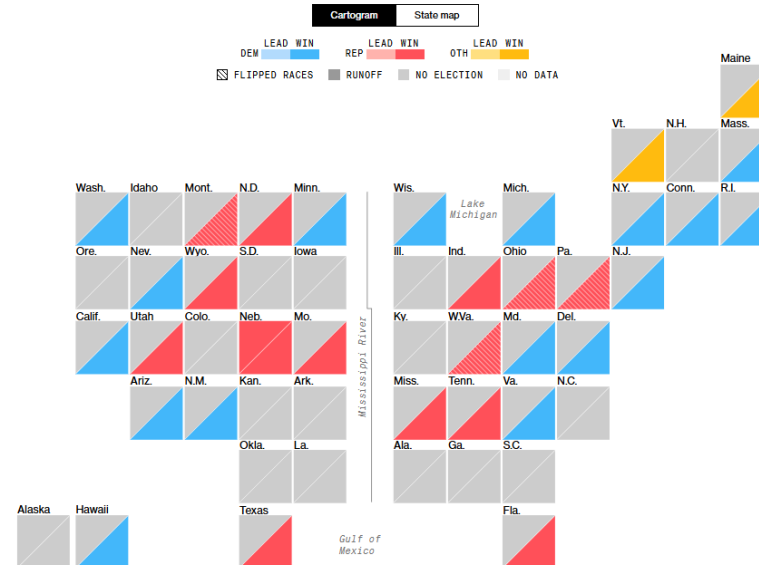 Cartogram State map
LEAD WIN LEAD WIN LEAD WIN
DEM REP OTH
FLIPPED RACES RUNOFF NO ELECTION NO DATA
Maine
Vt. N.H. Mass.
Wash. Idaho Mont. N.D. Minn. Wis. Mich. N.Y. Conn. R.I.
Lake
Michigan
Ore. Nev. Wyo. S.D. Iowa Ill. Ind. Ohio Pa. N.J.
Calif. Utah Colo. Neb. Mo. Ky. W.Va. Md. Del.
Mississippi River
Ariz. N.M. Kan. Ark. Miss. Tenn. Va. N.C.
Okla. La. Ala. Ga. S.C.
Alaska Hawaii Texas Fla.
Gulf of
Mexico